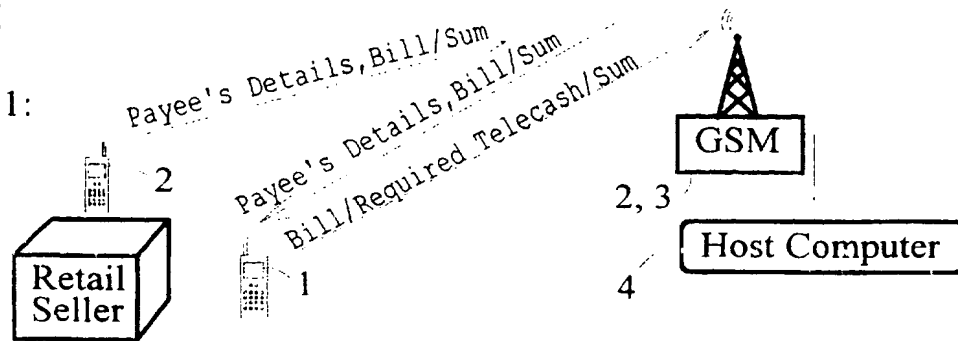 Payee's Details,Bill/Sum
1:
Payee's Details,Bill/Sum
2
GSM
Bill/Required Telecash/Sum
2, 3
Host Computer
1
4
Retail
Seller